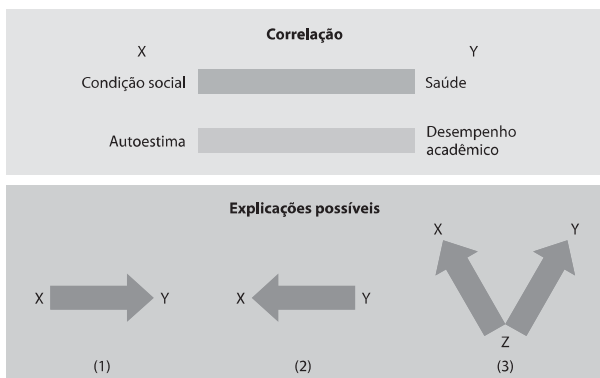 Correlação
X Y
Condição social Saúde
Autoestima Desempenho
acadêmico
Explicações possíveis
X Y
X Y X Y
Z
(1) (2) (3)